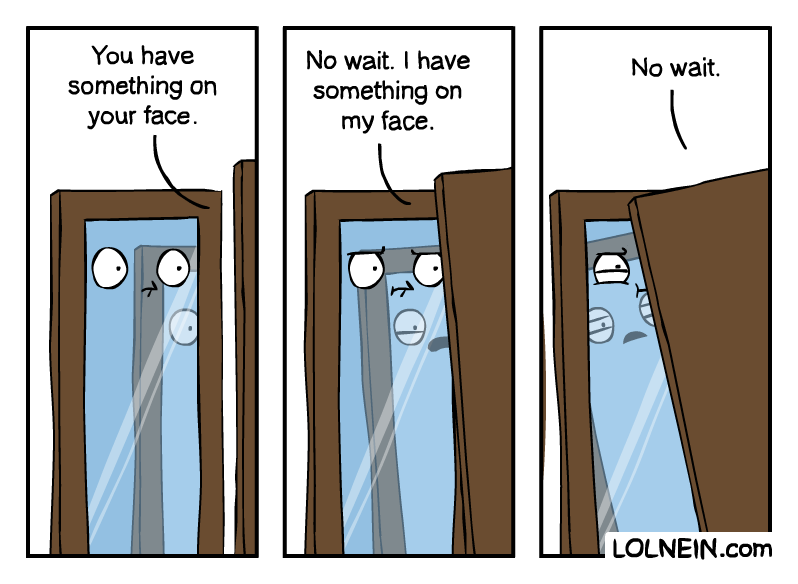 You have
something on
your face.
No wait. I have
something on
my face.
No wait.
LOLNEIN.com